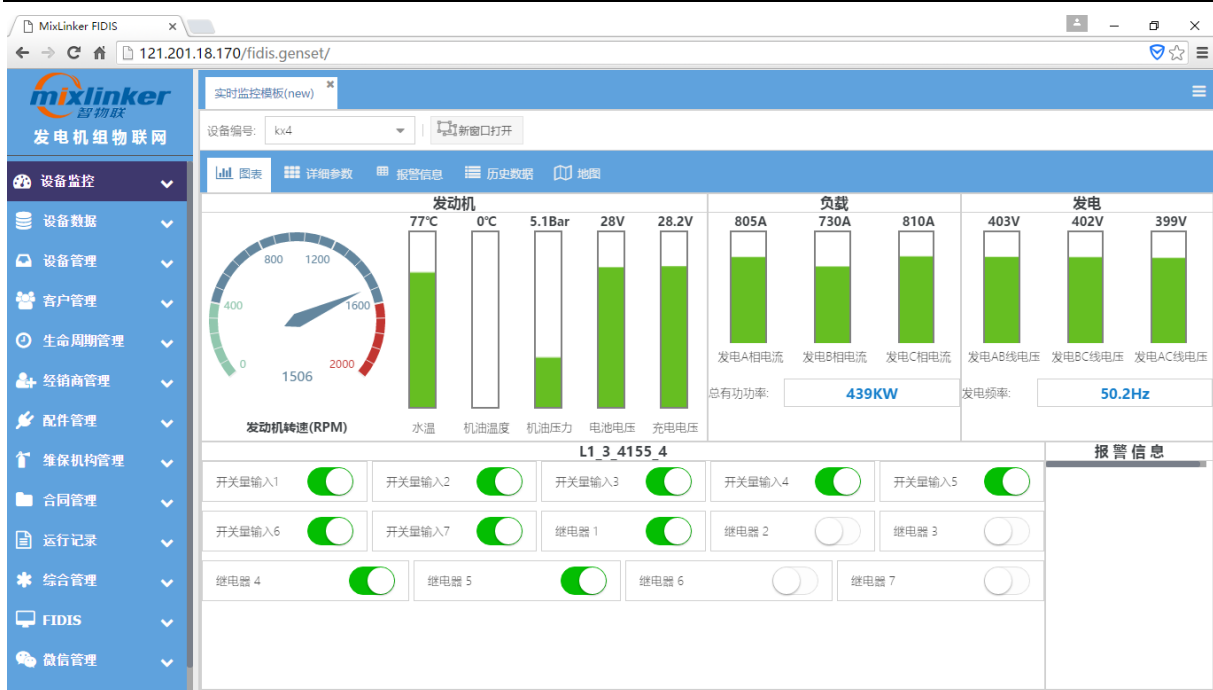 MixLinker FIDIS
121.201.18.170/fidis.genset/
mixlinker
智物联
发电机组物联网
设备监控
设备数据
设备管理
客户管理
生命周期管理
经销商管理
配件管理
维保机构管理
合同管理
运行记录
综合管理
FIDIS
微信管理
实时监控模板(new)
设备编号: kx4 新窗口打开
图表 详细参数 报警信息 历史数据 地图
发动机 负载 发电
77℃ 0℃ 5.1Bar 28V 28.2V 805A 730A 810A 403V 402V 399V
800 1200
400 1600
0 2000
1506
发电A相电流 发电B相电流 发电C相电流 发电AB线电压 发电BC线电压 发电AC线电压
总有功功率: 439KW 发电频率: 50.2Hz
发动机转速(RPM) 水温 机油温度 机油压力 电池电压 充电电压
L1_3_4155_4 报警信息
开关量输入1 开关量输入2 开关量输入3 开关量输入4 开关量输入5
开关量输入6 开关量输入7 继电器 1 继电器 2 继电器 3
继电器 4 继电器 5 继电器 6 继电器 7